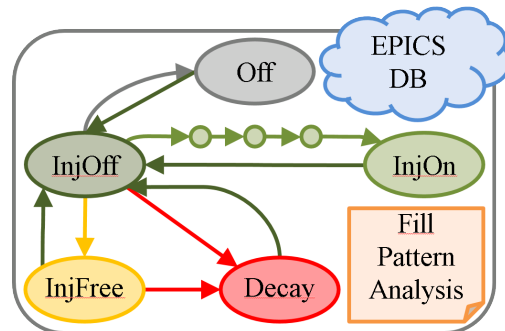 Off
EPICS
DB
InjOff
InjOn
InjFree
Decay
Fill
Pattern
Analysis